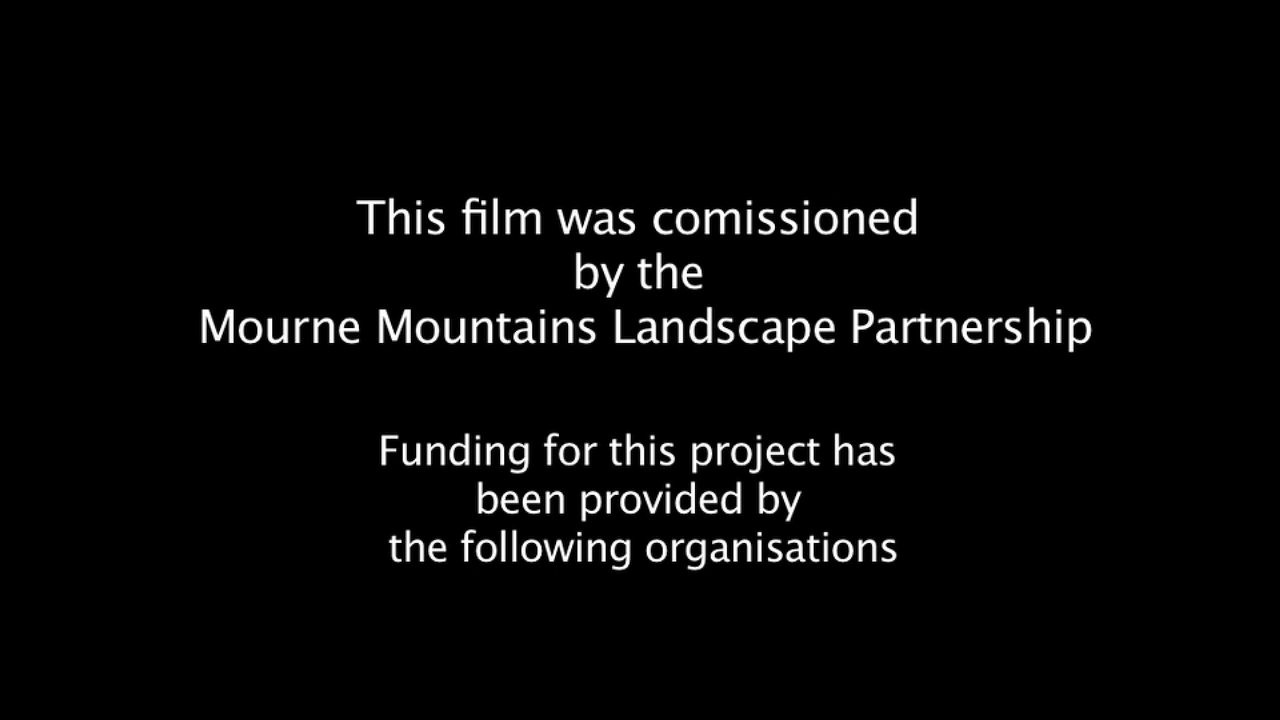 This film was comissioned
by the
Mourne Mountains Landscape Partnership
Funding for this project has
been provided by
the following organisations